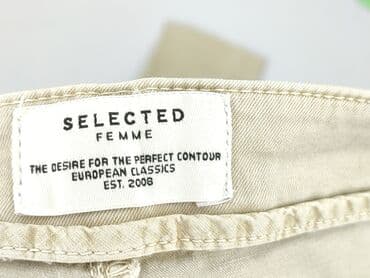 SELECTED
FEMME
THE DESIRE FOR THE PERFECT CONTOUR
EUROPEAN CLASSICS
EST. 2008